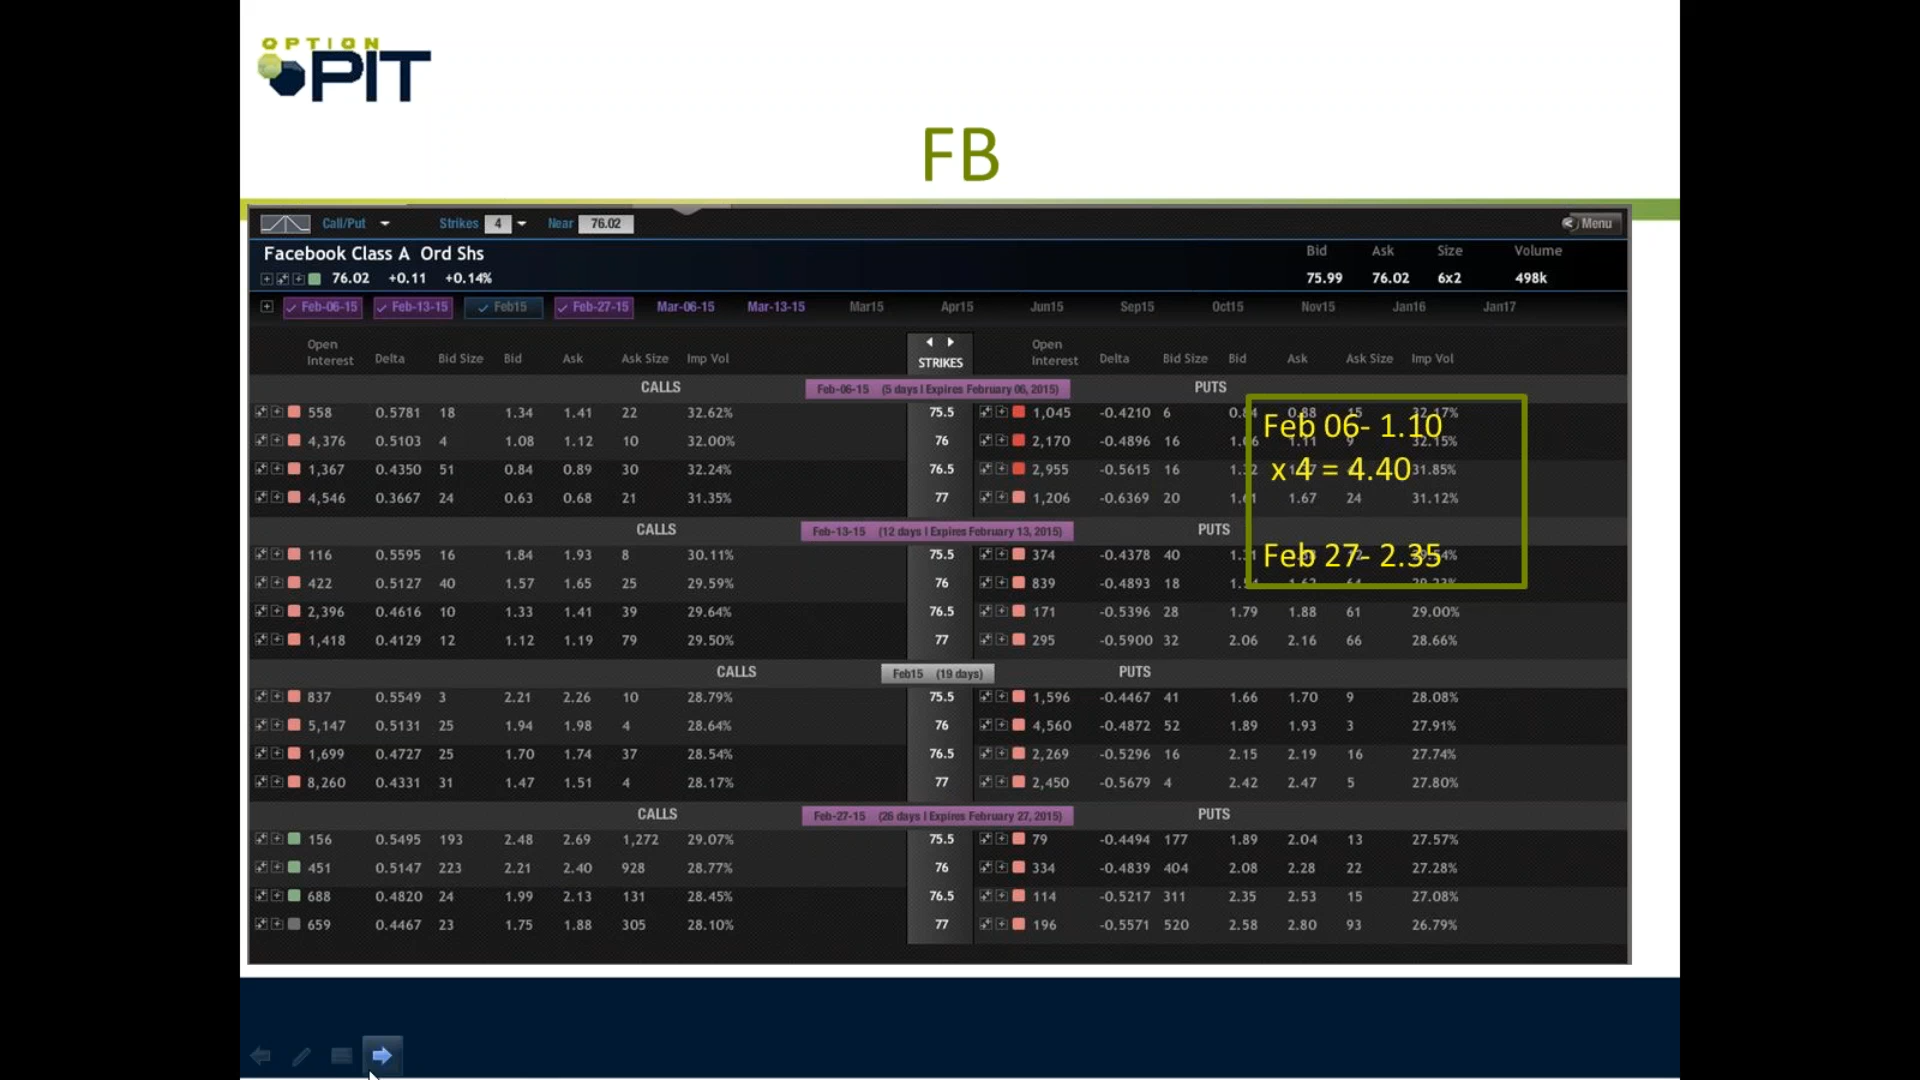 OPTION
PIT
FB
Call/Put Strikes 4 Near 76.02 Menu
Facebook Class A Ord Shs Bid Ask Size Volume
76.02 +0.11 +0.14% 75.99 76.02 6x2 498k
Feb-06-15 Feb-13-15 Feb15 Feb-27-15 Mar-06-15 Mar-13-15 Mar15 Apr15 Jun15 Sep15 Oct15 Nov15 Jan16 Jan17
Open Interest Delta Bid Size Bid Ask Ask Size Imp Vol STRIKES Open Interest Delta Bid Size Bid Ask Ask Size Imp Vol
CALLS Feb-06-15 (5 days | Expires February 06, 2015) PUTS
558 0.5781 18 1.34 1.41 22 32.62% 75.5 1,045 -0.4210 6 0.84 0.88 15 32.17%
4,376 0.5103 4 1.08 1.12 10 32.00% 76 2,170 -0.4896 16 1.06 1.11 9 32.15%
1,367 0.4350 51 0.84 0.89 30 32.24% 76.5 2,955 -0.5615 16 31.85%
4,546 0.3667 24 0.63 0.68 21 31.35% 77 1,206 -0.6369 20 1.61 1.67 24 31.12%
Feb 06- 1.10
x 4 = 4.40
Feb 27- 2.35
CALLS Feb-13-15 (12 days | Expires February 13, 2015) PUTS
116 0.5595 16 1.84 1.93 8 30.11% 75.5 374 -0.4378 40
422 0.5127 40 1.57 1.65 25 29.59% 76 839 -0.4893 18
2,396 0.4616 10 1.33 1.41 39 29.64% 76.5 171 -0.5396 28 1.79 1.88 61 29.00%
1,418 0.4129 12 1.12 1.19 79 29.50% 77 295 -0.5900 32 2.06 2.16 66 28.66%
CALLS Feb15 (19 days) PUTS
837 0.5549 3 2.21 2.26 10 28.79% 75.5 1,596 -0.4467 41 1.66 1.70 9 28.08%
5,147 0.5131 25 1.94 1.98 4 28.64% 76 4,560 -0.4872 52 1.89 1.93 3 27.91%
1,699 0.4727 25 1.70 1.74 37 28.54% 76.5 2,269 -0.5296 16 2.15 2.19 16 27.74%
8,260 0.4331 31 1.47 1.51 4 28.17% 77 2,450 -0.5679 4 2.42 2.47 5 27.80%
CALLS Feb-27-15 (26 days | Expires February 27, 2015) PUTS
156 0.5495 193 2.48 2.69 1,272 29.07% 75.5 79 -0.4494 177 1.89 2.04 13 27.57%
451 0.5147 223 2.21 2.40 928 28.77% 76 334 -0.4839 404 2.08 2.28 22 27.28%
688 0.4820 24 1.99 2.13 131 28.45% 76.5 114 -0.5217 311 2.35 2.53 15 27.08%
659 0.4467 23 1.75 1.88 305 28.10% 77 196 -0.5571 520 2.58 2.80 93 26.79%